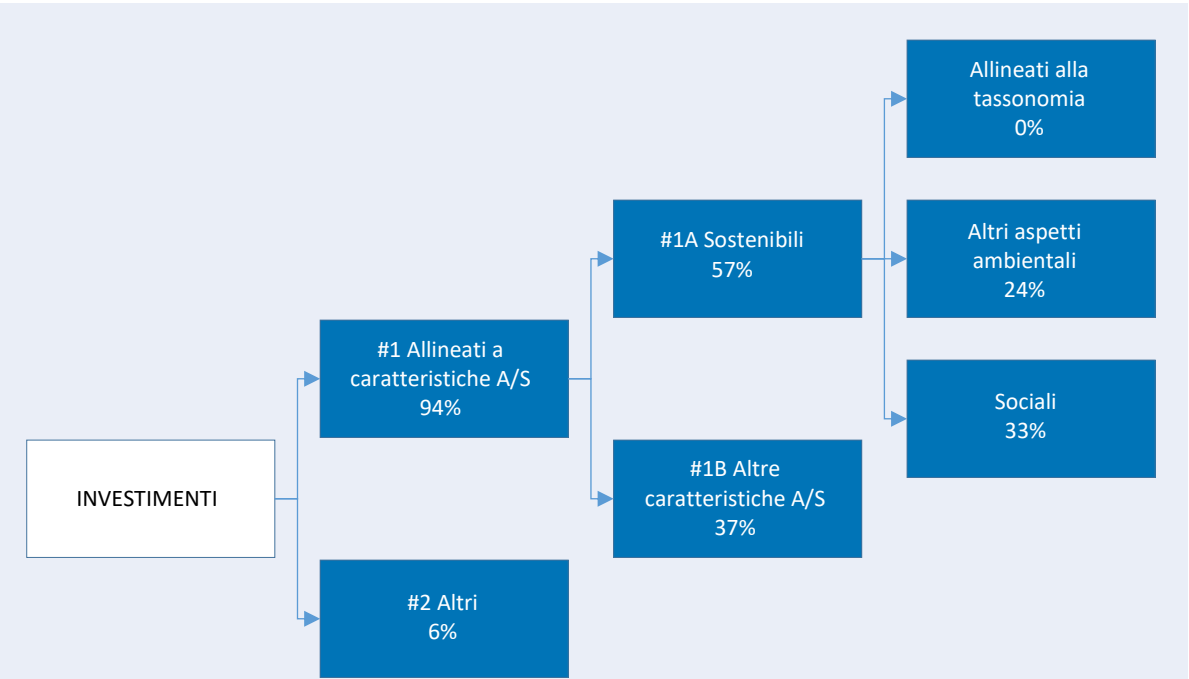 INVESTIMENTI
#1 Allineati a
caratteristiche A/S
94%
#2 Altri
6%
#1A Sostenibili
57%
#1B Altre
caratteristiche A/S
37%
Allineati alla
tassonomia
0%
Altri aspetti
ambientali
24%
Sociali
33%